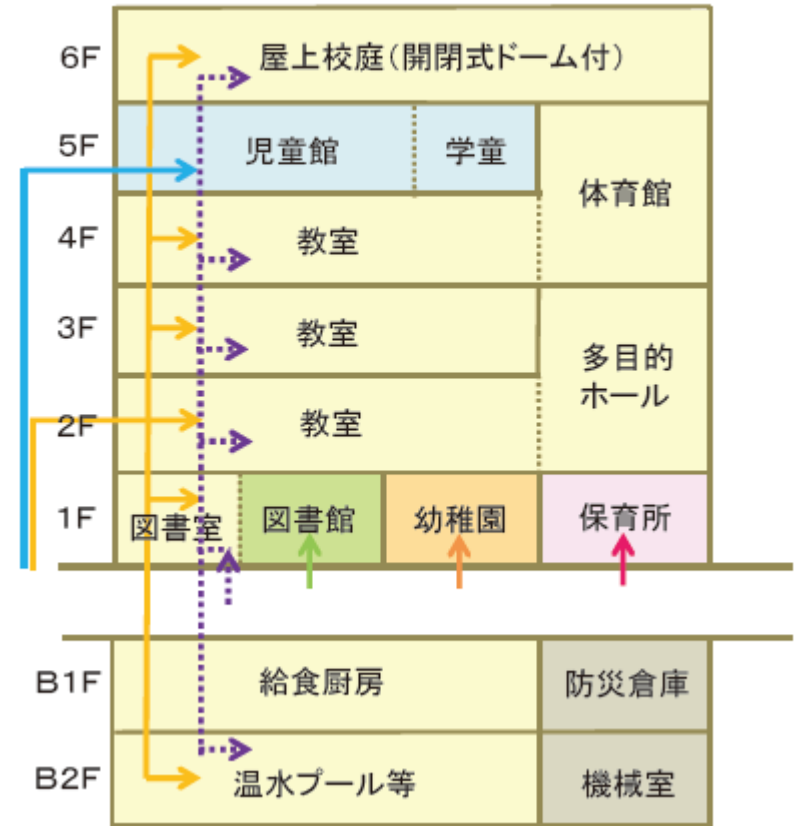 6F
屋上校庭(開閉式ドーム付)
5F
児童館
学童
体育館
4F
教室
3F
教室
多目的
ホール
2F
教室
1F
図書室
図書館
幼稚園
保育所
B1F
給食厨房
防災倉庫
B2F
温水プール等
機械室